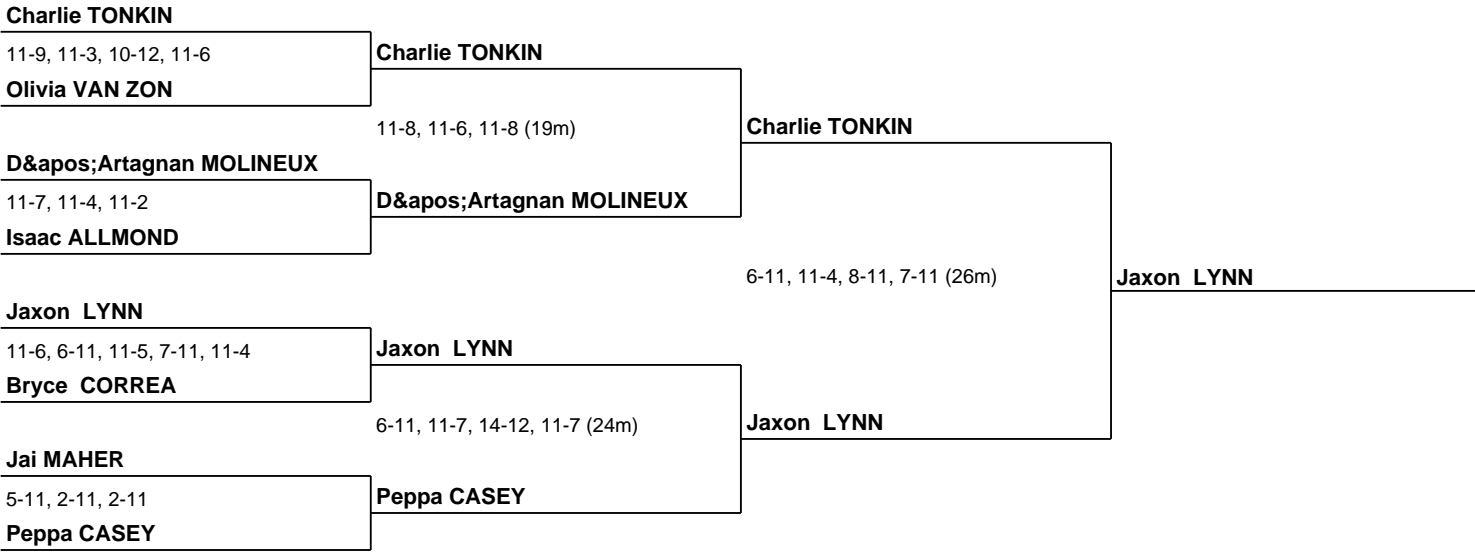 Charlie TONKIN
11-9, 11-3, 10-12, 11-6
Charlie TONKIN
Olivia VAN ZON
11-8, 11-6, 11-8 (19m)
Charlie TONKIN
D&apos;Artagnan MOLINEUX
11-7, 11-4, 11-2
D&apos;Artagnan MOLINEUX
Isaac ALLMOND
6-11, 11-4, 8-11, 7-11 (26m)
Jaxon  LYNN
Jaxon  LYNN
11-6, 6-11, 11-5, 7-11, 11-4
Jaxon  LYNN
Bryce  CORREA
6-11, 11-7, 14-12, 11-7 (24m)
Jaxon  LYNN
Jai MAHER
5-11, 2-11, 2-11
Peppa CASEY
Peppa CASEY